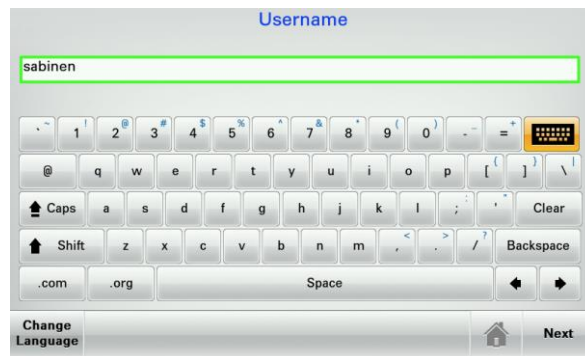 Username
sabinen
` ~ 1 ! 2 @ 3 # 4 $ 5 % 6 ^ 7 & 8 * 9 ( 0 ) - _ = +
@ q w e r t y u i o p [ { ] } \ |
Caps a s d f g h j k l ; : ' " Clear
Shift z x c v b n m , < . > / ? Backspace
.com .org Space
Change
Language
Next